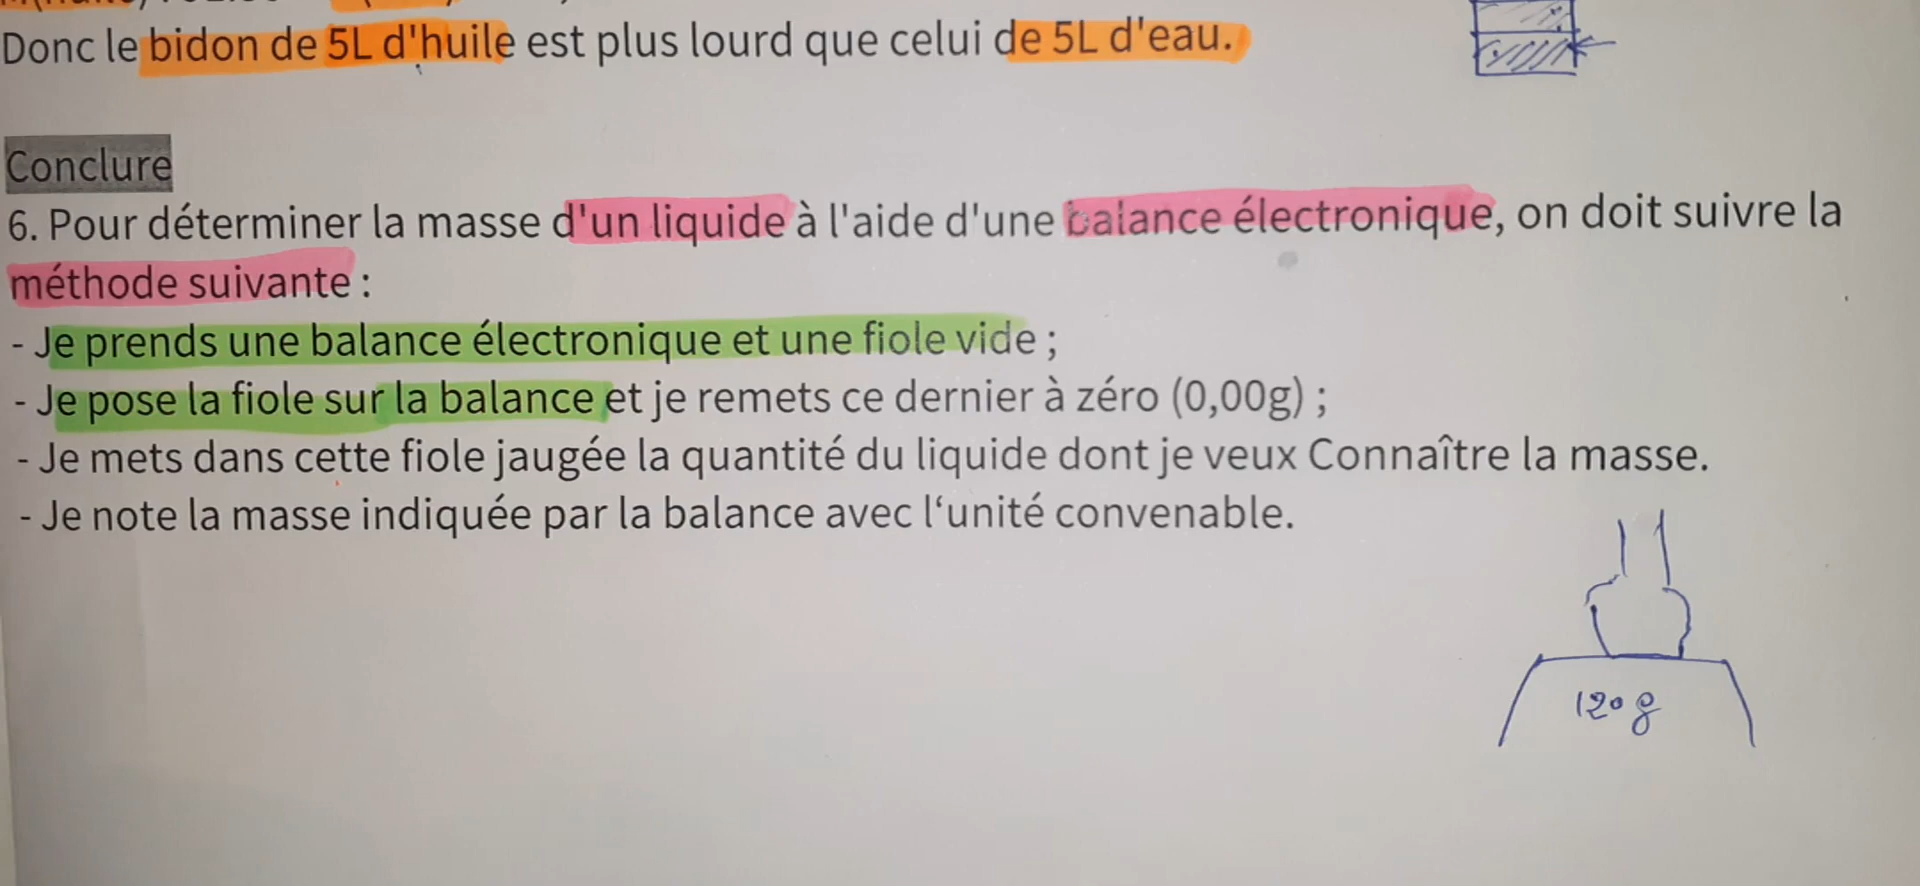 Donc le bidon de 5L d'huile est plus lourd que celui de 5L d'eau.
Conclure
6. Pour déterminer la masse d'un liquide à l'aide d'une balance électronique, on doit suivre la
méthode suivante :
- Je prends une balance électronique et une fiole vide ;
- Je pose la fiole sur la balance et je remets ce dernier à zéro (0,00g) ;
- Je mets dans cette fiole jaugée la quantité du liquide dont je veux Connaître la masse.
- Je note la masse indiquée par la balance avec l‘unité convenable.
120 g